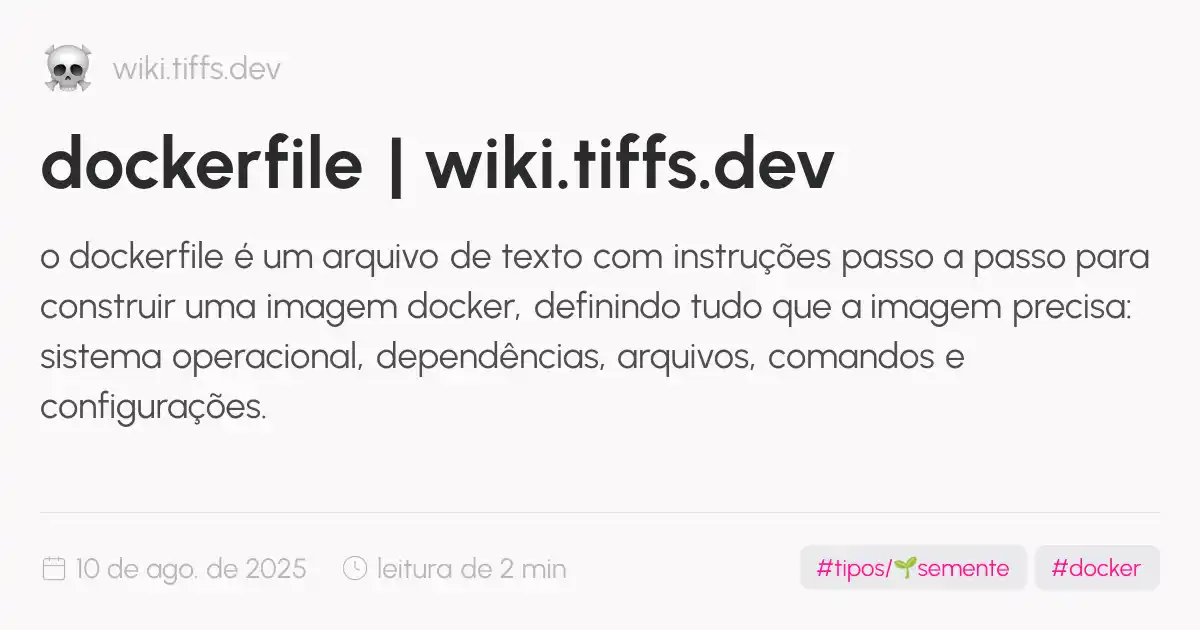 wiki.tiffs.dev
dockerfile | wiki.tiffs.dev
o dockerfile é um arquivo de texto com instruções passo a passo para
construir uma imagem docker, definindo tudo que a imagem precisa:
sistema operacional, dependências, arquivos, comandos e
configurações.
10 de ago. de 2025 leitura de 2 min #tipos/🌱semente #docker